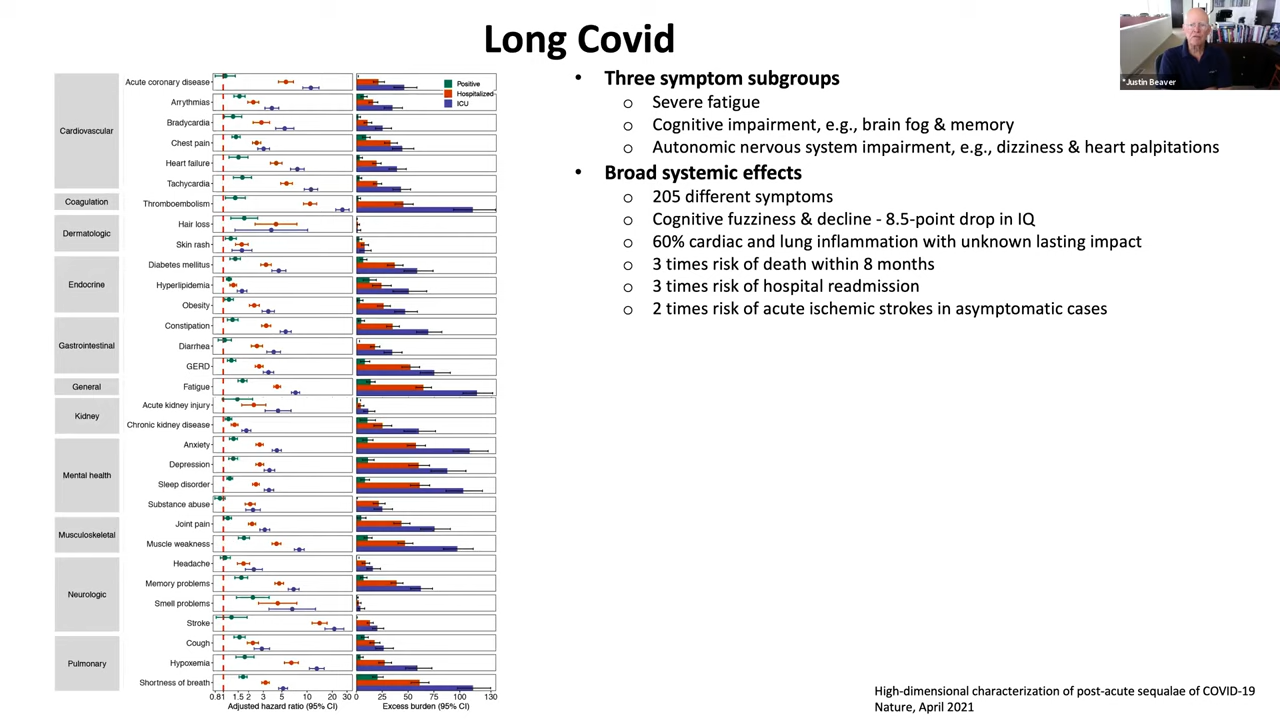 Long Covid
*Justin Beaver
Cardiovascular
Acute coronary disease
Arrythmias
Bradycardia
Chest pain
Heart failure
Tachycardia
Coagulation
Thromboembolism
Dermatologic
Hair loss
Skin rash
Endocrine
Diabetes mellitus
Hyperlipidemia
Obesity
Gastrointestinal
Constipation
Diarrhea
GERD
General
Fatigue
Kidney
Acute kidney injury
Chronic kidney disease
Mental health
Anxiety
Depression
Sleep disorder
Substance abuse
Musculoskeletal
Joint pain
Muscle weakness
Neurologic
Headache
Memory problems
Smell problems
Stroke
Pulmonary
Cough
Hypoxemia
Shortness of breath
0.81 1.5 2 3 5 10 20 30
Adjusted hazard ratio (95% CI)
Positive
Hospitalized
ICU
0 25 50 75 100 130
Excess burden (95% CI)
• Three symptom subgroups
o Severe fatigue
o Cognitive impairment, e.g., brain fog & memory
o Autonomic nervous system impairment, e.g., dizziness & heart palpitations
• Broad systemic effects
o 205 different symptoms
o Cognitive fuzziness & decline - 8.5-point drop in IQ
o 60% cardiac and lung inflammation with unknown lasting impact
o 3 times risk of death within 8 months
o 3 times risk of hospital readmission
o 2 times risk of acute ischemic strokes in asymptomatic cases
High-dimensional characterization of post-acute sequalae of COVID-19
Nature, April 2021